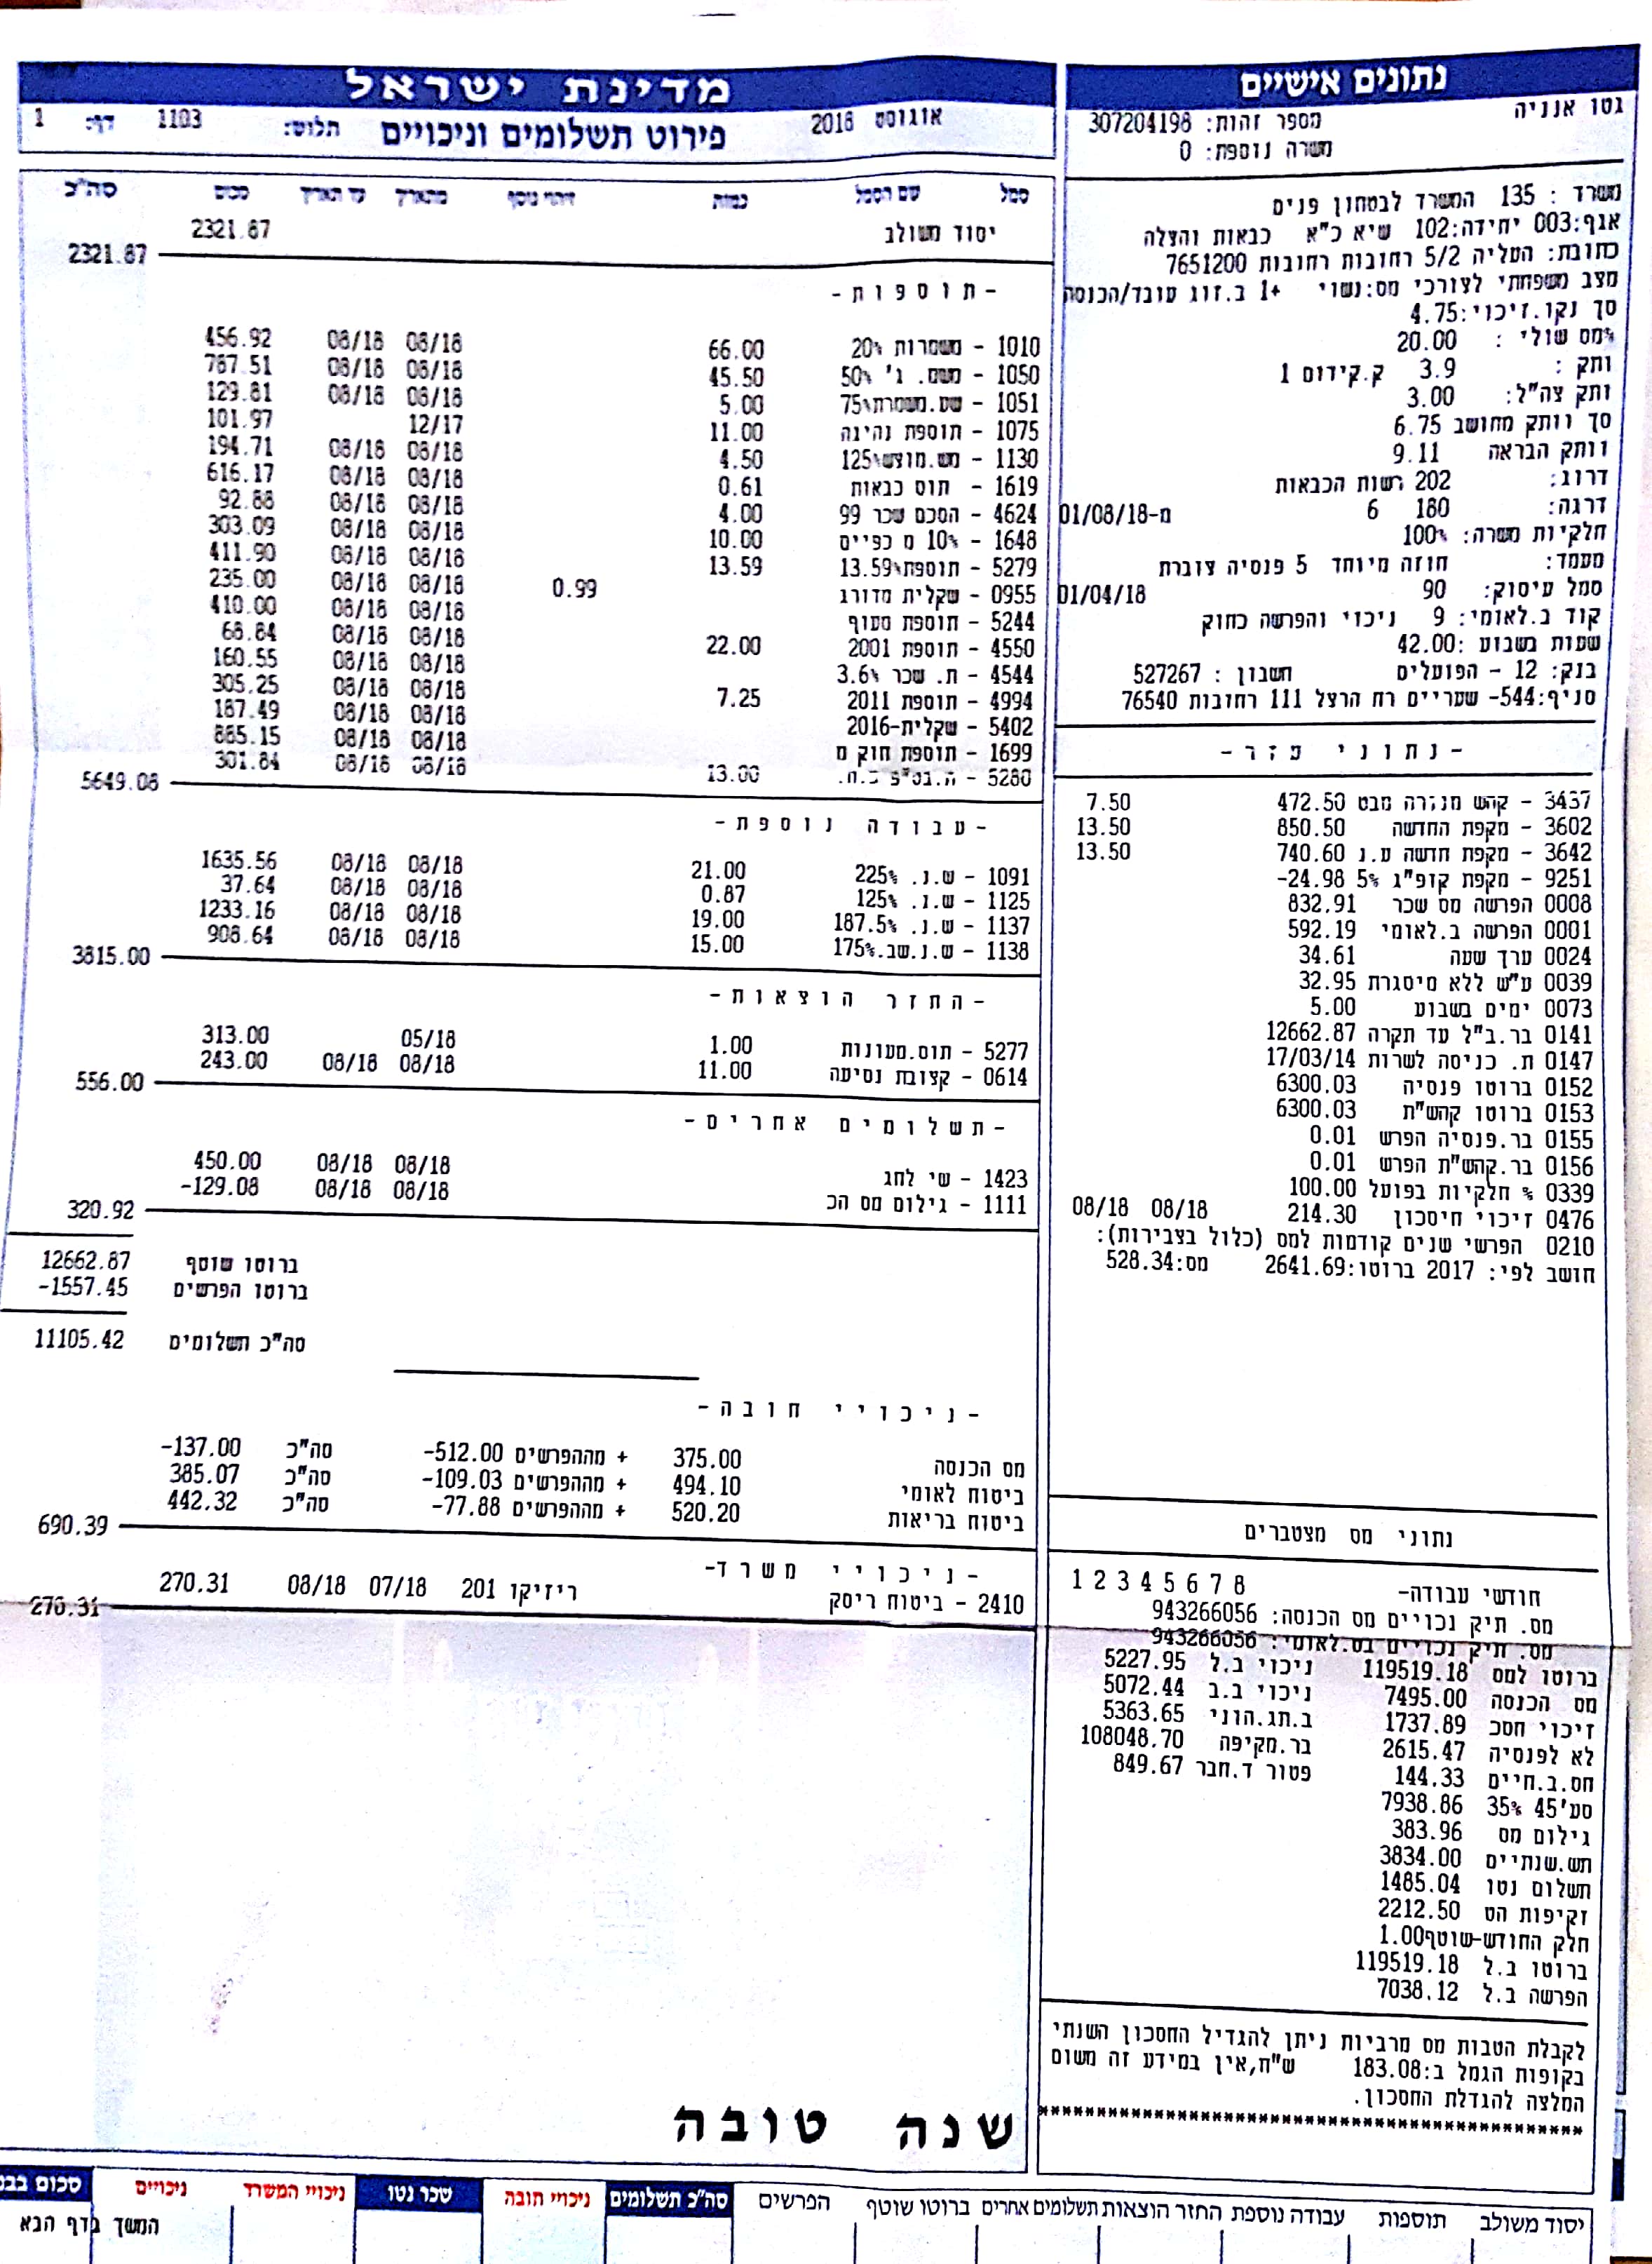 נתונים אישיים
גטו אנניה
מספר זהות: 307204198
משרה נוספת: 0
משרד : 135 המשרד לבטחון פנים
אגף:003 יחידה:102 שיא כ"א כבאות והצלה
כתובת: העליה 5/2 רחובות רחובות 7651200
מצב משפחתי לצורכי מס:נשוי +1 ב.זוג עובד/הכנסה
סך נקו.זיכוי:4.75
%מס שולי : 20.00
ותק : 3.9 ק.קידום 1
ותק צה"ל: 3.00
סך וותק מחושב 6.75
וותק הבראה 9.11
דרוג: 202 רשות הכבאות
דרגה: 180 6 מ-01/08/18
חלקיות משרה: 100%
מעמד: חוזה מיוחד 5 פנסיה צוברת
סמל עיסוק: 90 01/04/18
קוד ב.לאומי: 9 ניכוי והפרשה כחוק
שעות בשבוע :42.00
בנק: 12 - הפועלים חשבון : 527267
סניף:544- שעריים רח הרצל 111 רחובות 76540
-נתוני עזר-
3437 - קהש מנורה מבט 472.50 7.50
3602 - מקפת החדשה 850.50 13.50
3642 - מקפת חדשה ע.נ 740.60 13.50
9251 - מקפת קופ"ג 5% 24.98-
0008 הפרשה מס שכר 832.91
0001 הפרשה ב.לאומי 592.19
0024 ערך שעה 34.61
0039 ע"ש ללא מיסגרת 32.95
0073 ימים בשבוע 5.00
0141 בר.ב"ל עד תקרה 12662.87
0147 ת. כניסה לשרות 17/03/14
0152 ברוטו פנסיה 6300.03
0153 ברוטו קהש"ת 6300.03
0155 בר.פנסיה הפרש 0.01
0156 בר.קהש"ת הפרש 0.01
0339 % חלקיות בפועל 100.00
0476 זיכוי חיסכון 214.30 08/18 08/18
0210 הפרשי שנים קודמות למס (כלול בצבירות):
חושב לפי: 2017 ברוטו:2641.69 מס:528.34
נתוני מס מצטברים
חודשי עבודה- 1 2 3 4 5 6 7 8
מס. תיק נכויים מס הכנסה: 943266056
מס. תיק נכויים בט.לאומי: 943266056
ברוטו למס 119519.18 ניכוי ב.ל 5227.95
מס הכנסה 7495.00 ניכוי ב.ב 5072.44
זיכוי חסכ 1737.89 ב.תג.הוני 5363.65
לא לפנסיה 2615.47 בר.מקיפה 108048.70
חס.ב.חיים 144.33 פטור ד.חבר 849.67
סע'45 35% 7938.86
גילום מס 383.96
תש.שנתיים 3834.00
תשלום נטו 1485.04
זקיפות הט 2212.50
חלק החודש-שוטף1.00
ברוטו ב.ל 119519.18
הפרשה ב.ל 7038.12
לקבלת הטבות מס מרביות ניתן להגדיל החסכון השנתי
בקופות הגמל ב:183.08 ש"ח,אין במידע זה משום
המלצה להגדלת החסכון.
מדינת ישראל
אוגוסט 2018 פירוט תשלומים וניכויים תלוש: 1103 דף: 1
סמל שם הסמל כמות זיהוי נוסף מתאריך עד תאריך סכום סה"כ
יסוד משולב 2321.87
2321.87
-תוספות-
1010 - משמרות 20% 66.00 08/18 08/18 456.92
1050 - משמ. ג' 50% 45.50 08/18 08/18 787.51
1051 - שם.משמרת75% 5.00 08/18 08/18 129.81
1075 - תוספת נהיגה 11.00 12/17 101.97
1130 - מש.מוצש125% 4.50 08/18 08/18 194.71
1619 - תוס כבאות 0.61 08/18 08/18 616.17
4624 - הסכם שכר 99 4.00 08/18 08/18 92.88
1648 - 10% מ כפיים 10.00 08/18 08/18 303.09
5279 - תוספת13.59% 13.59 08/18 08/18 411.90
0955 - שקלית מדורג 0.99 08/18 08/18 235.00
5244 - תוספת מעוף 08/18 08/18 410.00
4550 - תוספת 2001 22.00 08/18 08/18 68.84
4544 - ת. שכר 3.6% 08/18 08/18 160.55
4994 - תוספת 2011 7.25 08/18 08/18 305.25
5402 - שקלית-2016 08/18 08/18 187.49
1699 - תוספת חוק מ 08/18 08/18 885.15
5280 - 13.00 08/18 08/18 301.84
5649.08
-עבודה נוספת-
1091 - ש.נ. 225% 21.00 08/18 08/18 1635.56
1125 - ש.נ. 125% 0.87 08/18 08/18 37.64
1137 - ש.נ. 187.5% 19.00 08/18 08/18 1233.16
1138 - ש.נ.שב.175% 15.00 08/18 08/18 908.64
3815.00
-החזר הוצאות-
5277 - תוס.מעונות 1.00 05/18 313.00
0614 - קצובת נסיעה 11.00 08/18 08/18 243.00
556.00
-תשלומים אחרים-
1423 - שי לחג 08/18 08/18 450.00
1111 - גילום מס הכ 08/18 08/18 129.08-
320.92
ברוטו שוטף 12662.87
ברוטו הפרשים 1557.45-
סה"כ תשלומים 11105.42
-ניכויי חובה-
מס הכנסה 375.00 + מההפרשים 512.00- סה"כ 137.00-
ביטוח לאומי 494.10 + מההפרשים 109.03- סה"כ 385.07
ביטוח בריאות 520.20 + מההפרשים 77.88- סה"כ 442.32
690.39
-ניכויי משרד-
2410 - ביטוח ריסק ריזיקו 201 07/18 08/18 270.31
270.31
שנה טובה
יסוד משולב תוספות עבודה נוספת החזר הוצאות תשלומים אחרים ברוטו שוטף הפרשים סה"כ תשלומים ניכויי חובה שכר נטו ניכויי המשרד ניכויים סכום
המשך בדף הבא